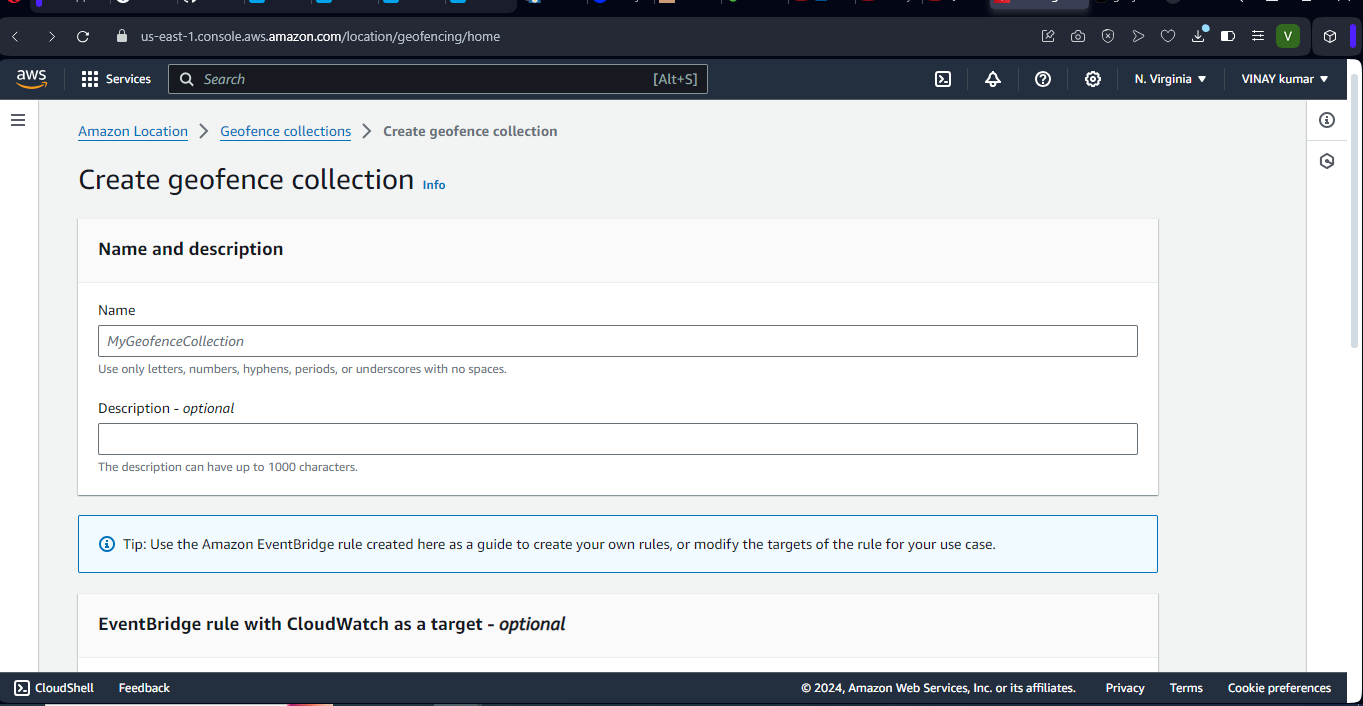 us-east-1.console.aws.amazon.com/location/geofencing/home
V
aws
Services
Search
[Alt+S]
N. Virginia
VINAY kumar
Amazon Location
Geofence collections
Create geofence collection
Create geofence collection Info
Name and description
Name
MyGeofenceCollection
Use only letters, numbers, hyphens, periods, or underscores with no spaces.
Description - optional
The description can have up to 1000 characters.
Tip: Use the Amazon EventBridge rule created here as a guide to create your own rules, or modify the targets of the rule for your use case.
EventBridge rule with CloudWatch as a target - optional
CloudShell
Feedback
© 2024, Amazon Web Services, Inc. or its affiliates.
Privacy
Terms
Cookie preferences